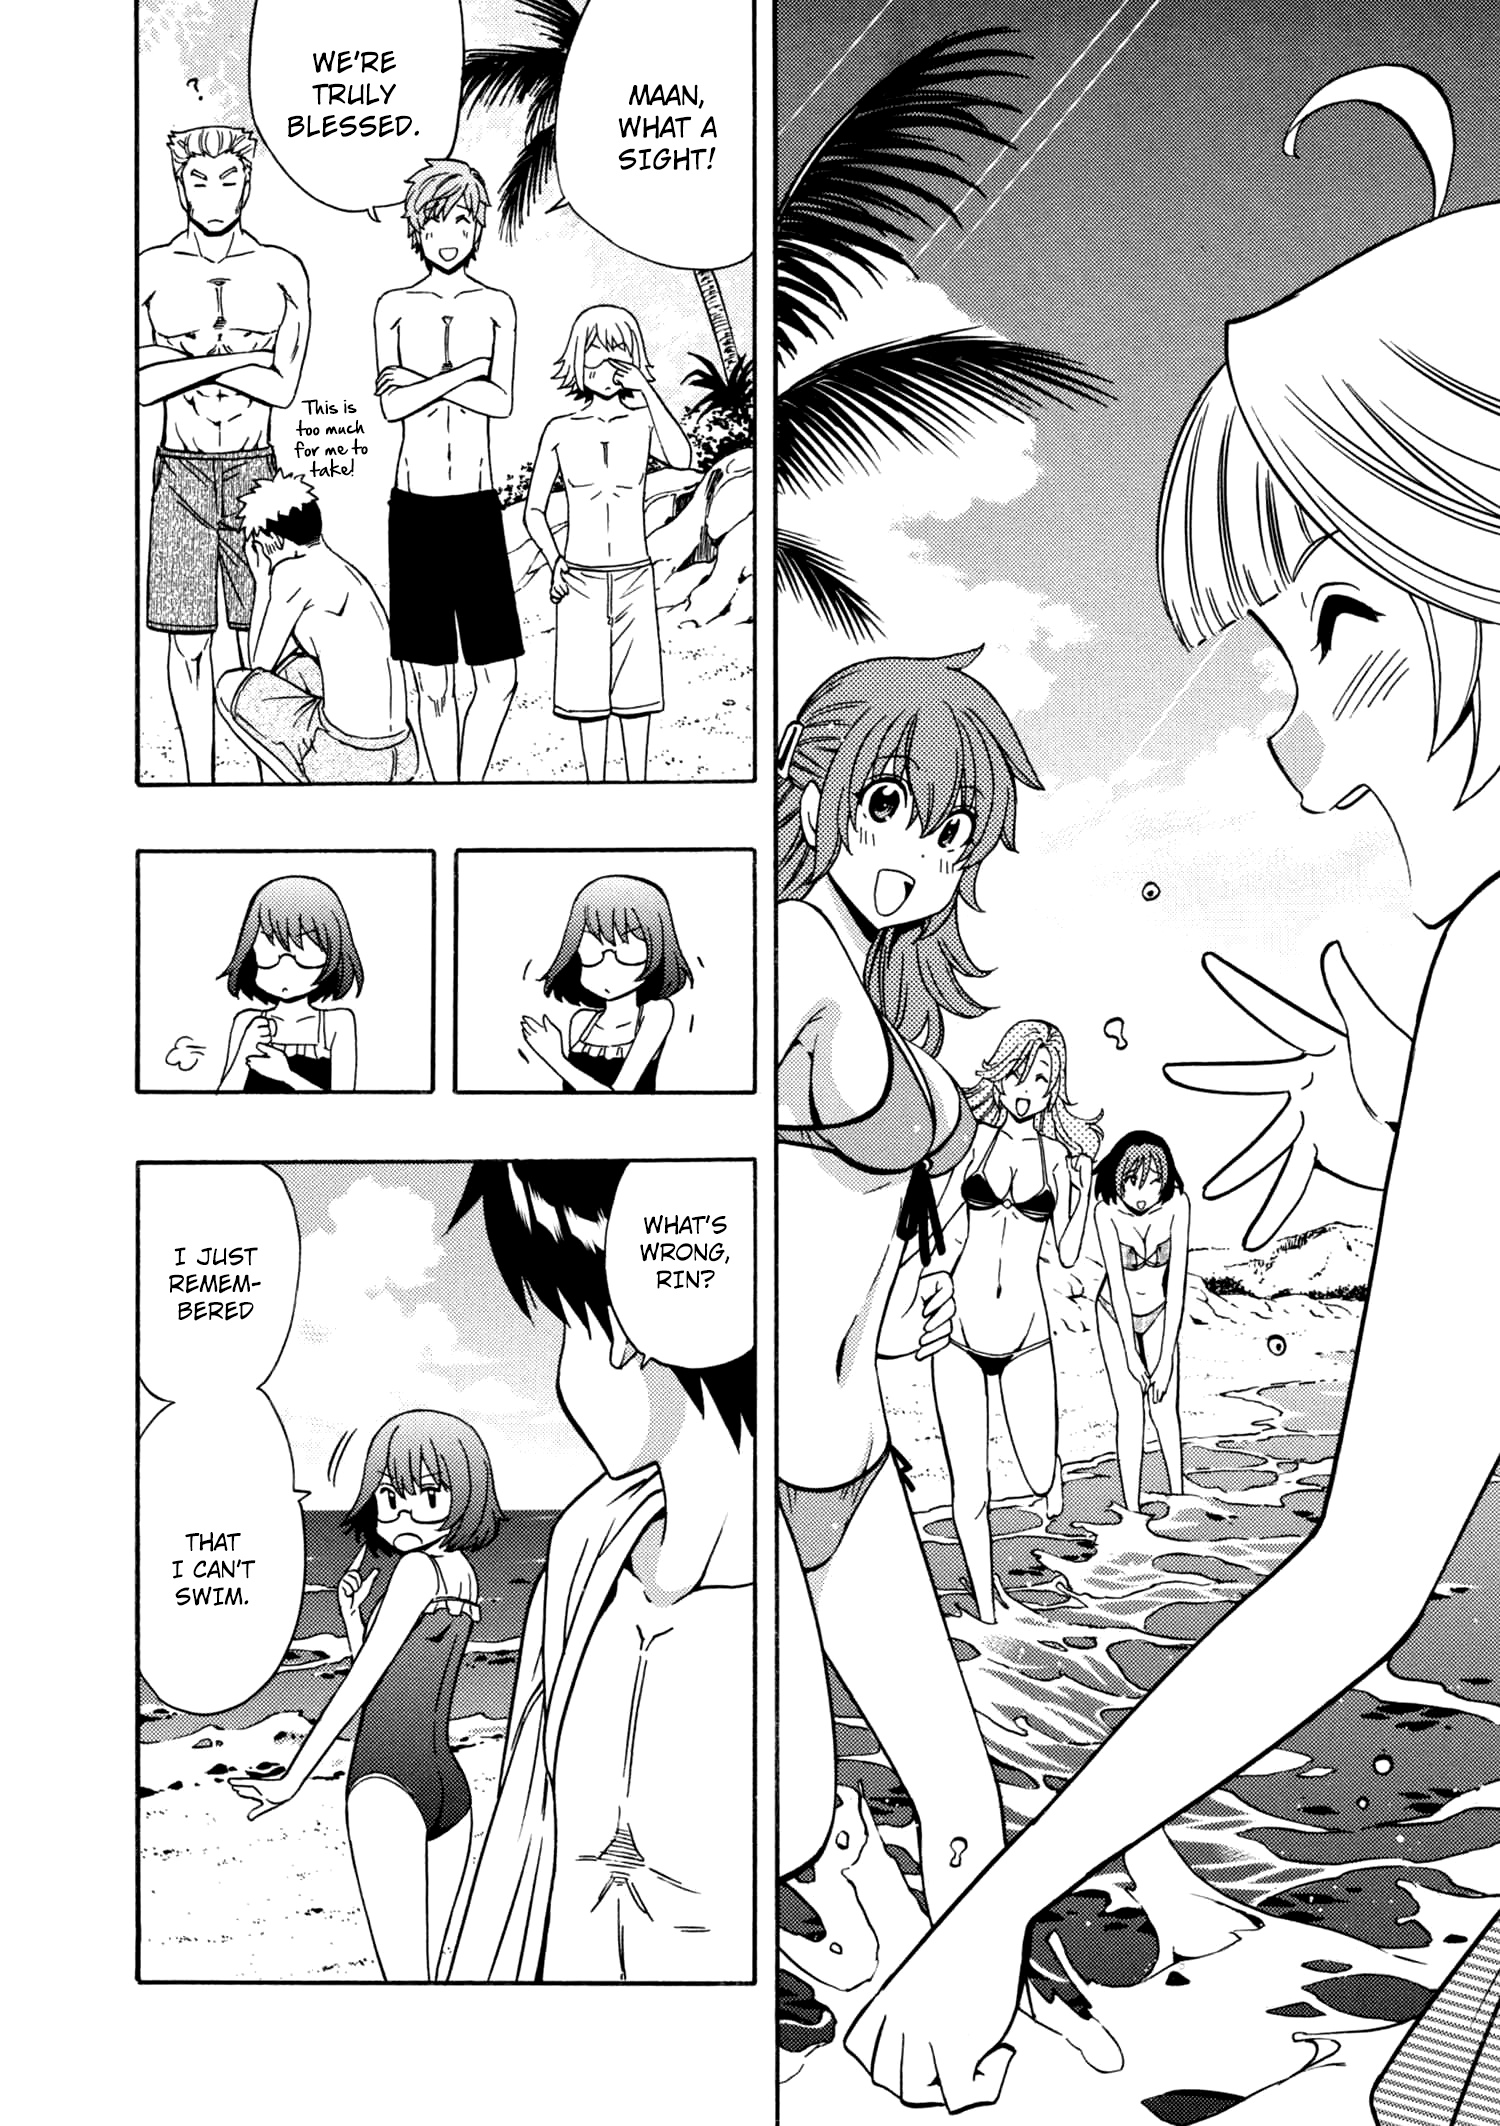 MAAN,
WHAT A
SIGHT!
WE'RE
TRULY
BLESSED.
?
This is
too much
for me to
take!
WHAT'S
WRONG,
RIN?
I JUST
REMEM-
BERED
THAT
I CAN'T
SWIM.